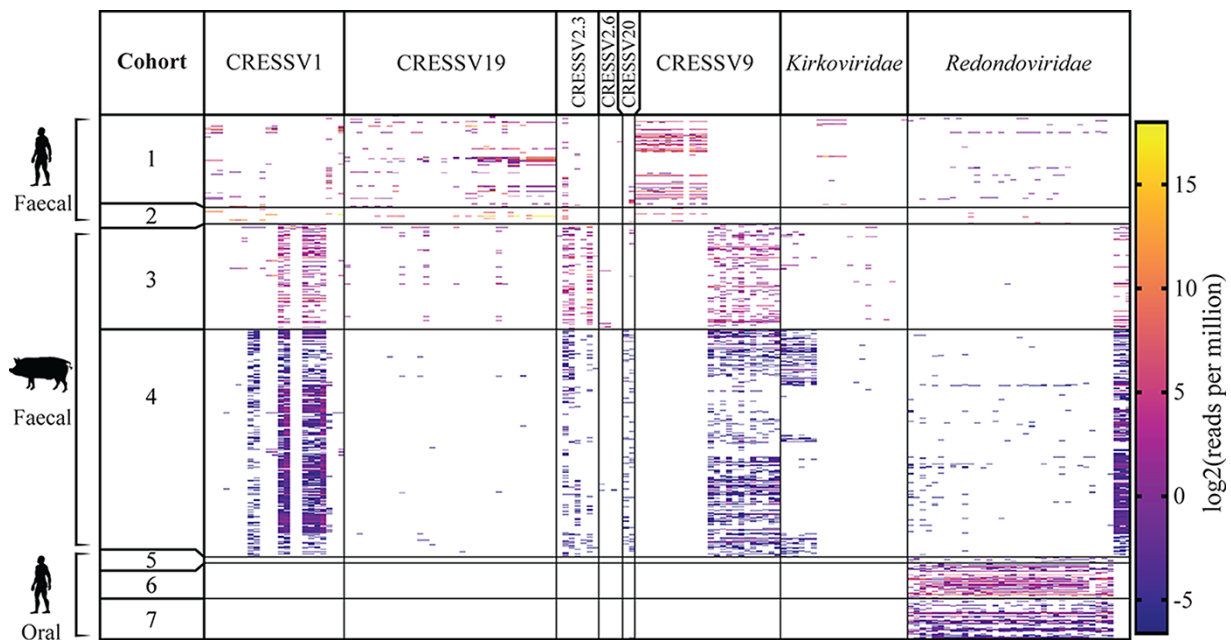 Cohort
CRESSV1
CRESSV19
CRESSV2.3
CRESSV2.6
CRESSV20
CRESSV9
Kirkoviridae
Redondoviridae
1
Faecal
2
3
4
Faecal
5
6
7
Oral
15
10
5
0
-5
log2(reads per million)